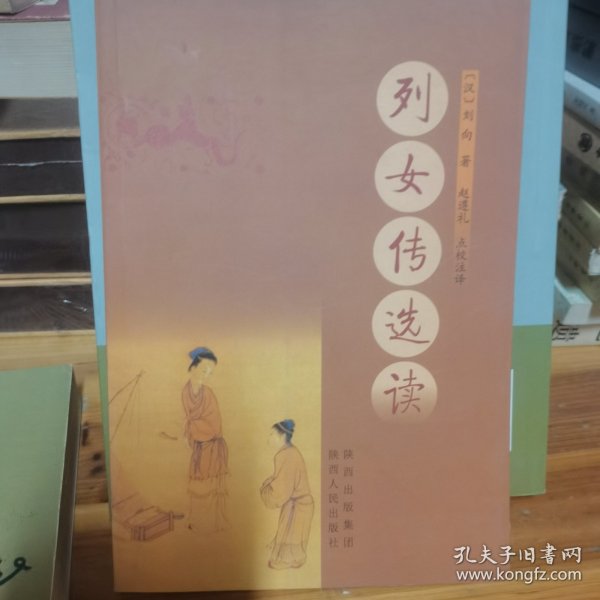 列女传选读
〔汉〕刘向 著
赵遵礼 点校注译
陕西出版集团
陕西人民出版社
孔夫子旧书网
www.kongfz.com